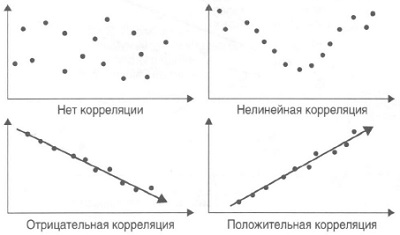 Нет корреляции
Нелинейная корреляция
Отрицательная корреляция
Положительная корреляция